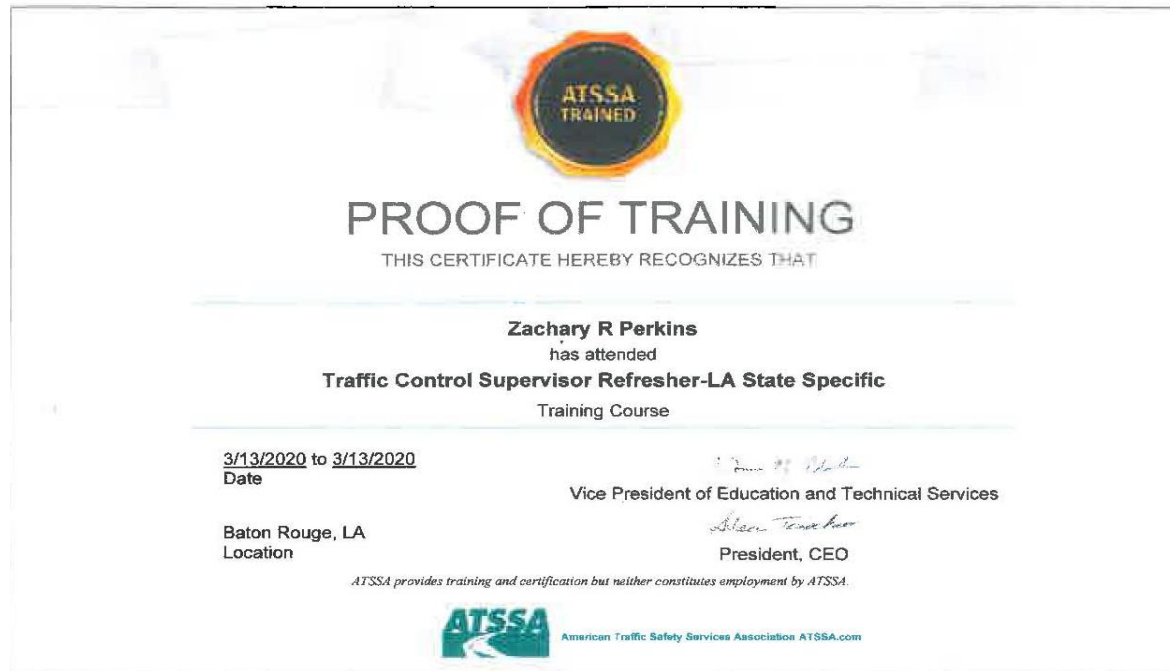 ATSSA
TRAINED
PROOF OF TRAINING
THIS CERTIFICATE HEREBY RECOGNIZES THAT
Zachary R Perkins
has attended
Traffic Control Supervisor Refresher-LA State Specific
Training Course
3/13/2020 to 3/13/2020
Date
Vice President of Education and Technical Services
Baton Rouge, LA
Location
President, CEO
ATSSA provides training and certification but neither constitutes employment by ATSSA.
ATSSA
American Traffic Safety Services Association ATSSA.com